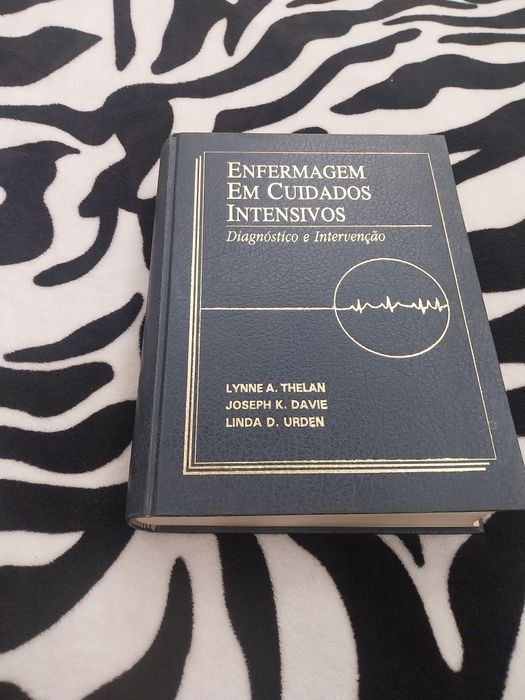 ENFERMAGEM
EM CUIDADOS
INTENSIVOS
Diagnóstico e Intervenção
LYNNE A. THELAN
JOSEPH K. DAVIE
LINDA D. URDEN